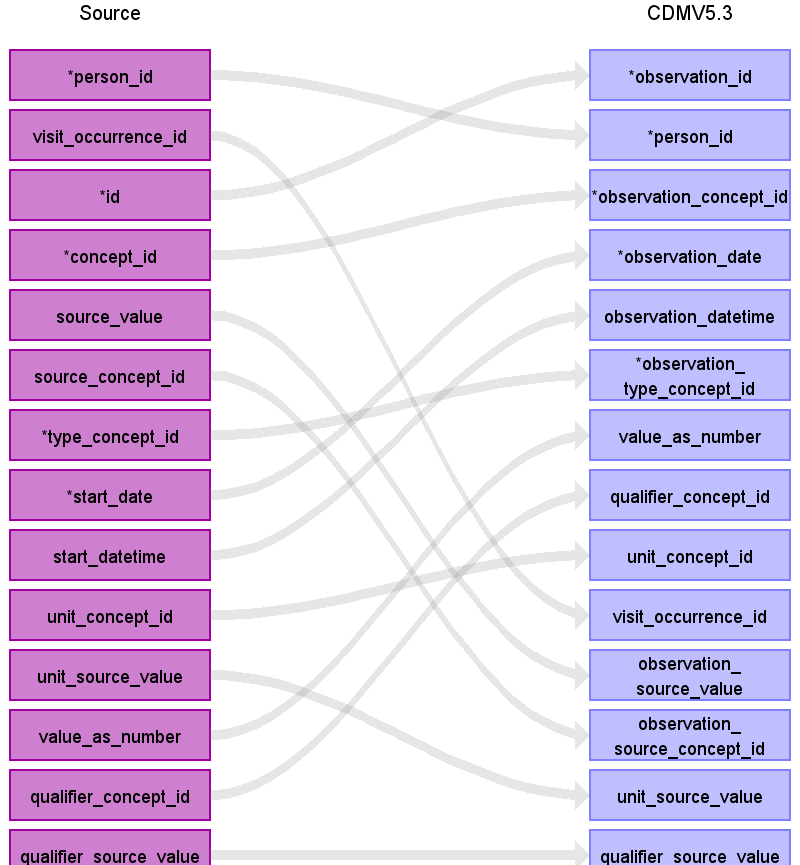 Source
CDMV5.3
*person_id
*observation_id
visit_occurrence_id
*person_id
*id
*observation_concept_id
*concept_id
*observation_date
source_value
observation_datetime
source_concept_id
*observation_
type_concept_id
*type_concept_id
value_as_number
*start_date
qualifier_concept_id
start_datetime
unit_concept_id
unit_concept_id
visit_occurrence_id
unit_source_value
observation_
source_value
value_as_number
observation_
source_concept_id
qualifier_concept_id
unit_source_value
qualifier_source_value
qualifier_source_value